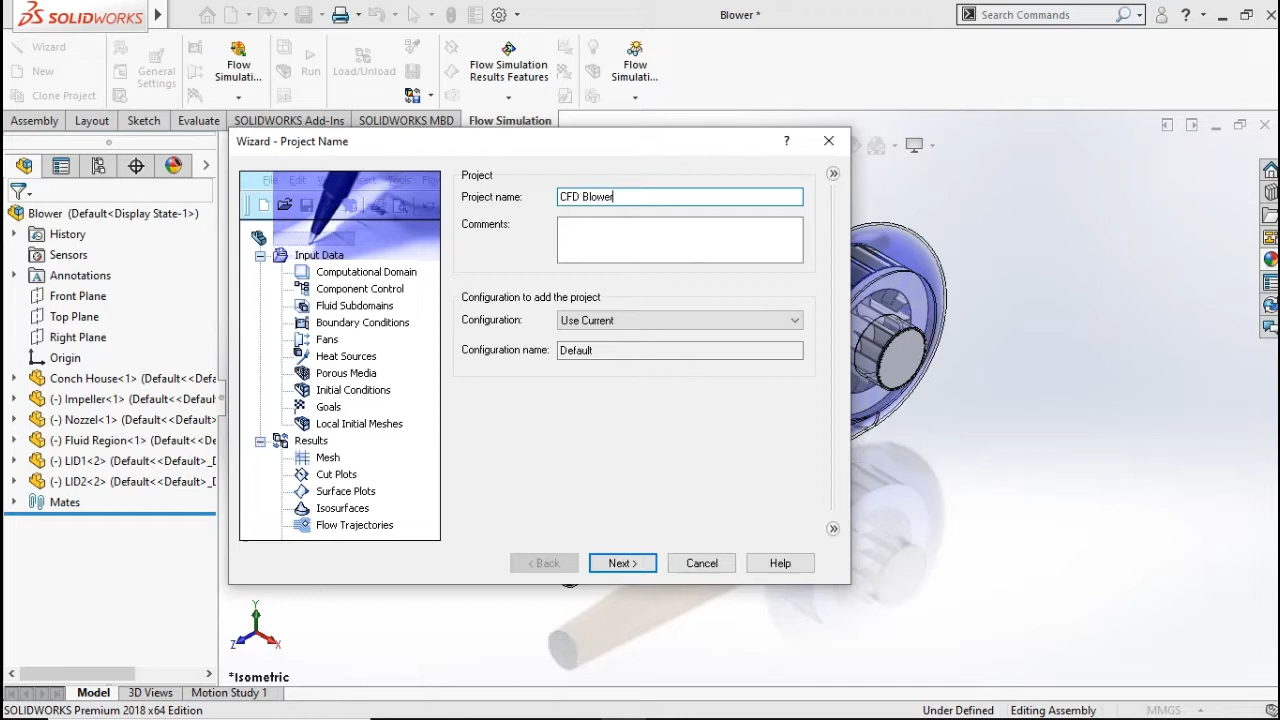 SOLIDWORKS
Blower *
Search Commands
Wizard
New
Clone Project
General
Settings
Flow
Simulati...
Run
Load/Unload
Flow Simulation
Results Features
Flow
Simulati...
Assembly
Layout
Sketch
Evaluate
SOLIDWORKS Add-Ins
SOLIDWORKS MBD
Flow Simulation
Wizard - Project Name
?
Blower (Default<Display State-1>)
History
Sensors
Annotations
Front Plane
Top Plane
Right Plane
Origin
Conch House<1> (Default<<Defa
(-) Impeller<1> (Default<<Default
(-) Nozzel<1> (Default<<Default>
(-) Fluid Region<1> (Default<<Def
(-) LID1<2> (Default<<Default>_D
(-) LID2<2> (Default<<Default>_D
Mates
File Edit
Input Data
Computational Domain
Component Control
Fluid Subdomains
Boundary Conditions
Fans
Heat Sources
Porous Media
Initial Conditions
Goals
Local Initial Meshes
Results
Mesh
Cut Plots
Surface Plots
Isosurfaces
Flow Trajectories
Project
Project name: CFD Blower
Comments:
Configuration to add the project
Configuration: Use Current
Configuration name: Default
< Back
Next >
Cancel
Help
Y
Z X
*Isometric
Model
3D Views
Motion Study 1
SOLIDWORKS Premium 2018 x64 Edition
Under Defined
Editing Assembly
MMGS